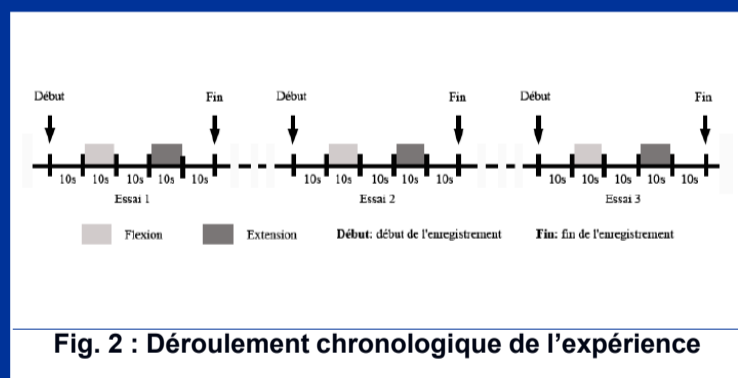 Début Fin Début Fin Début Fin
10s 10s 10s 10s 10s 10s 10s 10s 10s 10s 10s 10s 10s 10s 10s
Essai 1 Essai 2 Essai 3
Flexion Extension Début: début de l'enregistrement Fin: fin de l'enregistrement
Fig. 2 : Déroulement chronologique de l’expérience